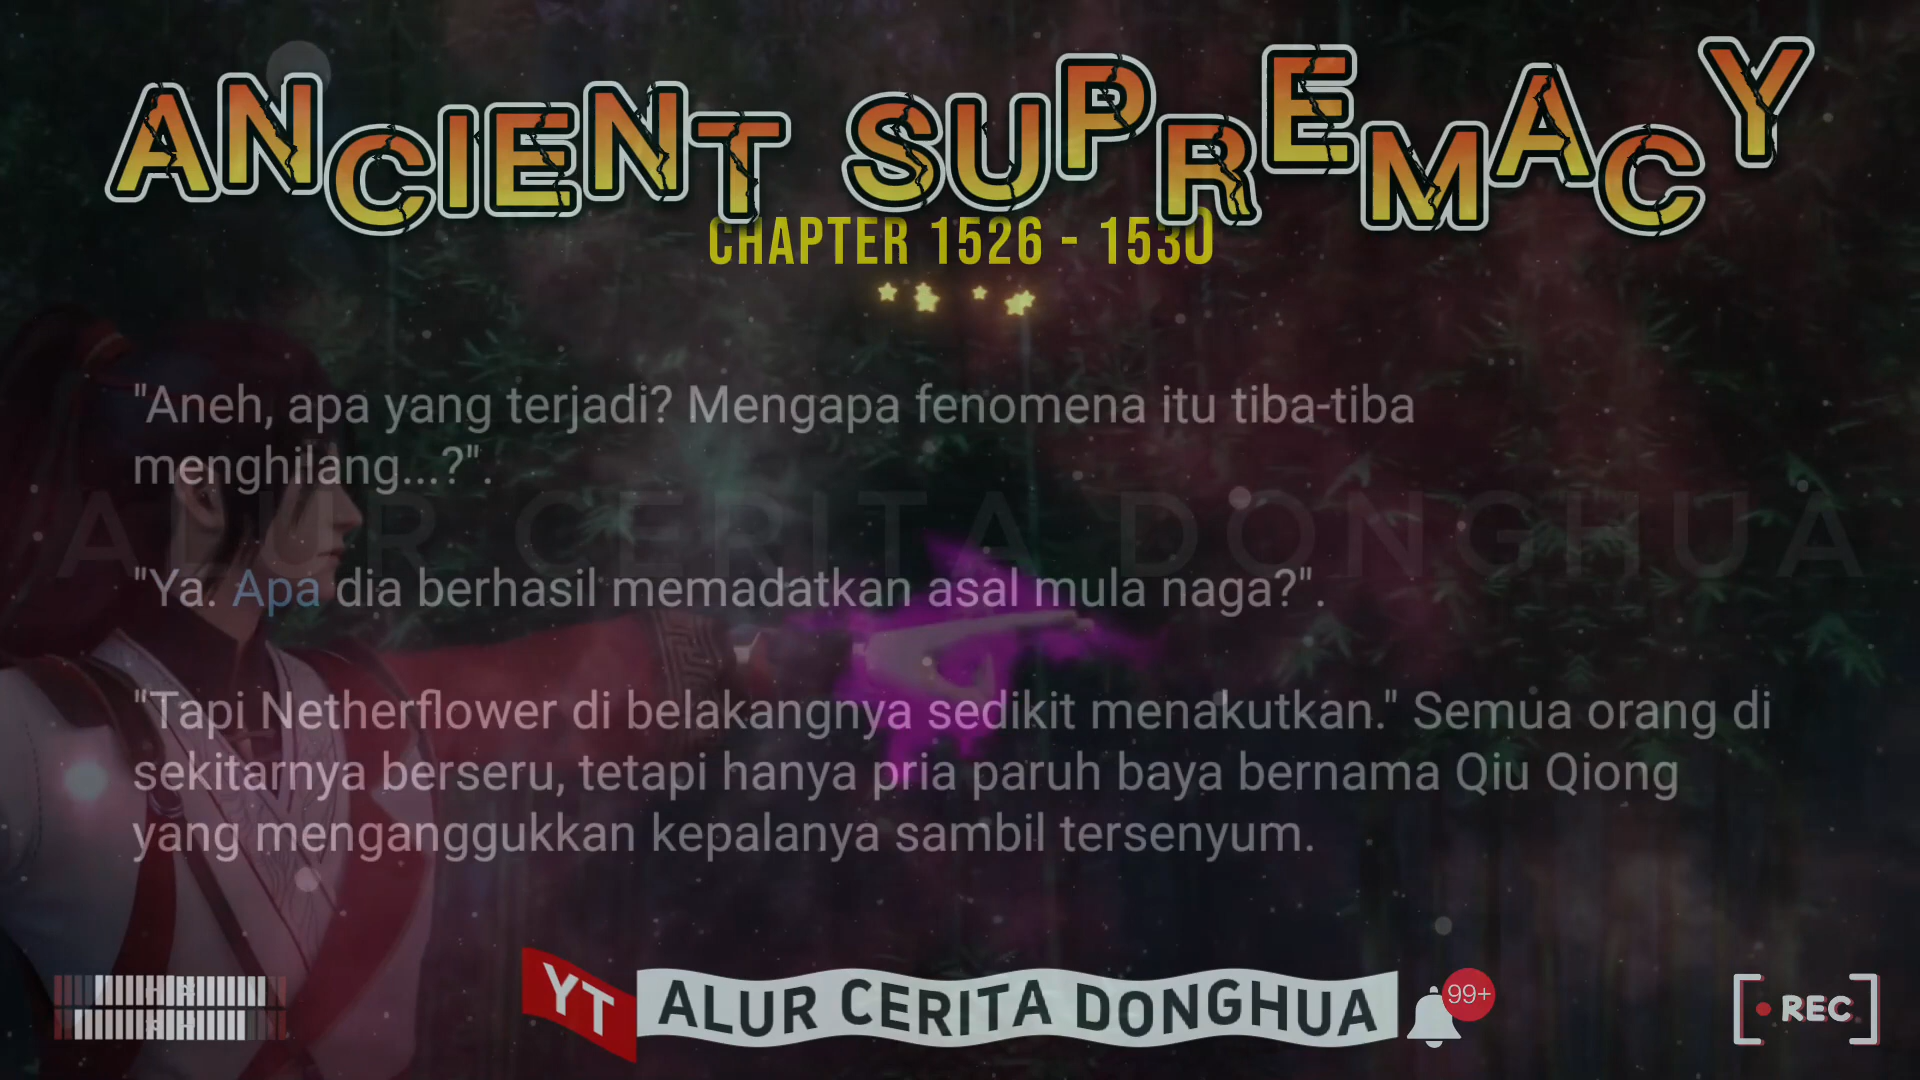 ANCIENT SUPREMACY
CHAPTER 1526 - 1530
"Aneh, apa yang terjadi? Mengapa fenomena itu tiba-tiba
menghilang...?".
ALUR CERITA DONGHUA
"Ya. Apa dia berhasil memadatkan asal mula naga?".
"Tapi Netherflower di belakangnya sedikit menakutkan." Semua orang di
sekitarnya berseru, tetapi hanya pria paruh baya bernama Qiu Qiong
yang menganggukkan kepalanya sambil tersenyum.
YT ALUR CERITA DONGHUA 99+
REC